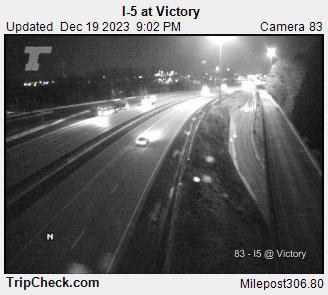 I-5 at Victory
Updated  Dec 19 2023  9:02 PM
Camera 83
TR
N
83 - I5 @ Victory
TripCheck.com
Milepost306.80